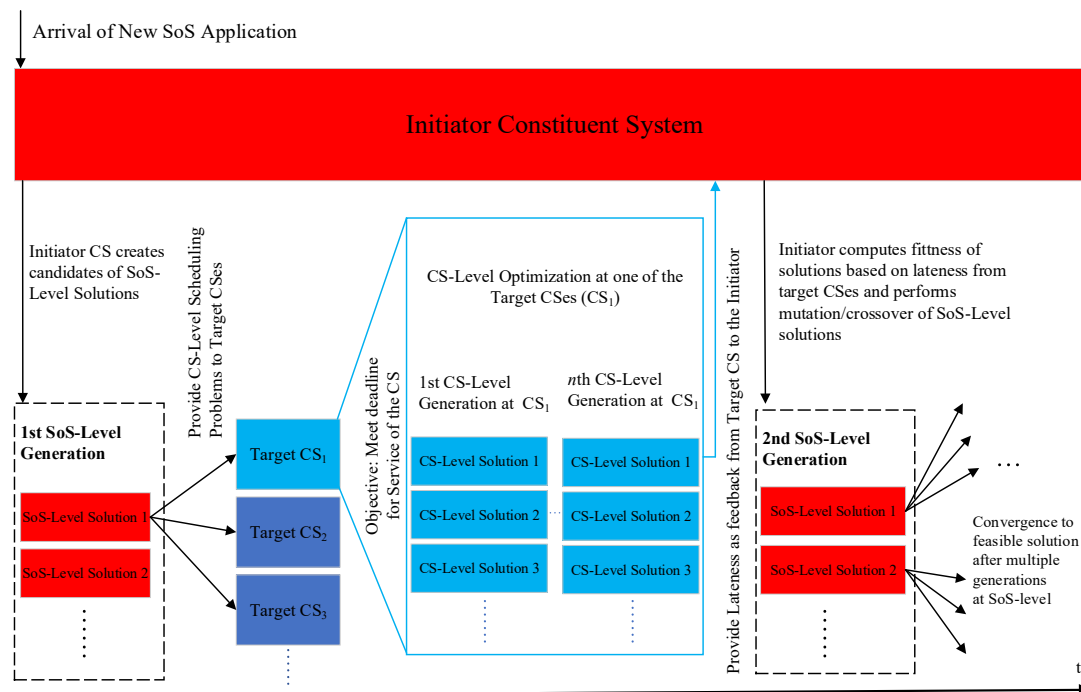 Arrival of New SoS Application
Initiator Constituent System
Initiator CS creates
candidates of SoS-
Level Solutions
Provide CS-Level Scheduling
Problems to Target CSes
1st SoS-Level
Generation
SoS-Level Solution 1
SoS-Level Solution 2
Target CS₁
Target CS₂
Target CS₃
Objective: Meet deadline
for Service of the CS
CS-Level Optimization at one of the
Target CSes (CS₁)
1st CS-Level
Generation at CS₁
CS-Level Solution 1
CS-Level Solution 2
CS-Level Solution 3
...
nth CS-Level
Generation at CS₁
CS-Level Solution 1
CS-Level Solution 2
CS-Level Solution 3
Provide Lateness as feedback from Target CS to the Initiator
Initiator computes fittness of
solutions based on lateness from
target CSes and performs
mutation/crossover of SoS-Level
solutions
2nd SoS-Level
Generation
SoS-Level Solution 1
SoS-Level Solution 2
...
Convergence to
feasible solution
after multiple
generations
at SoS-level
t